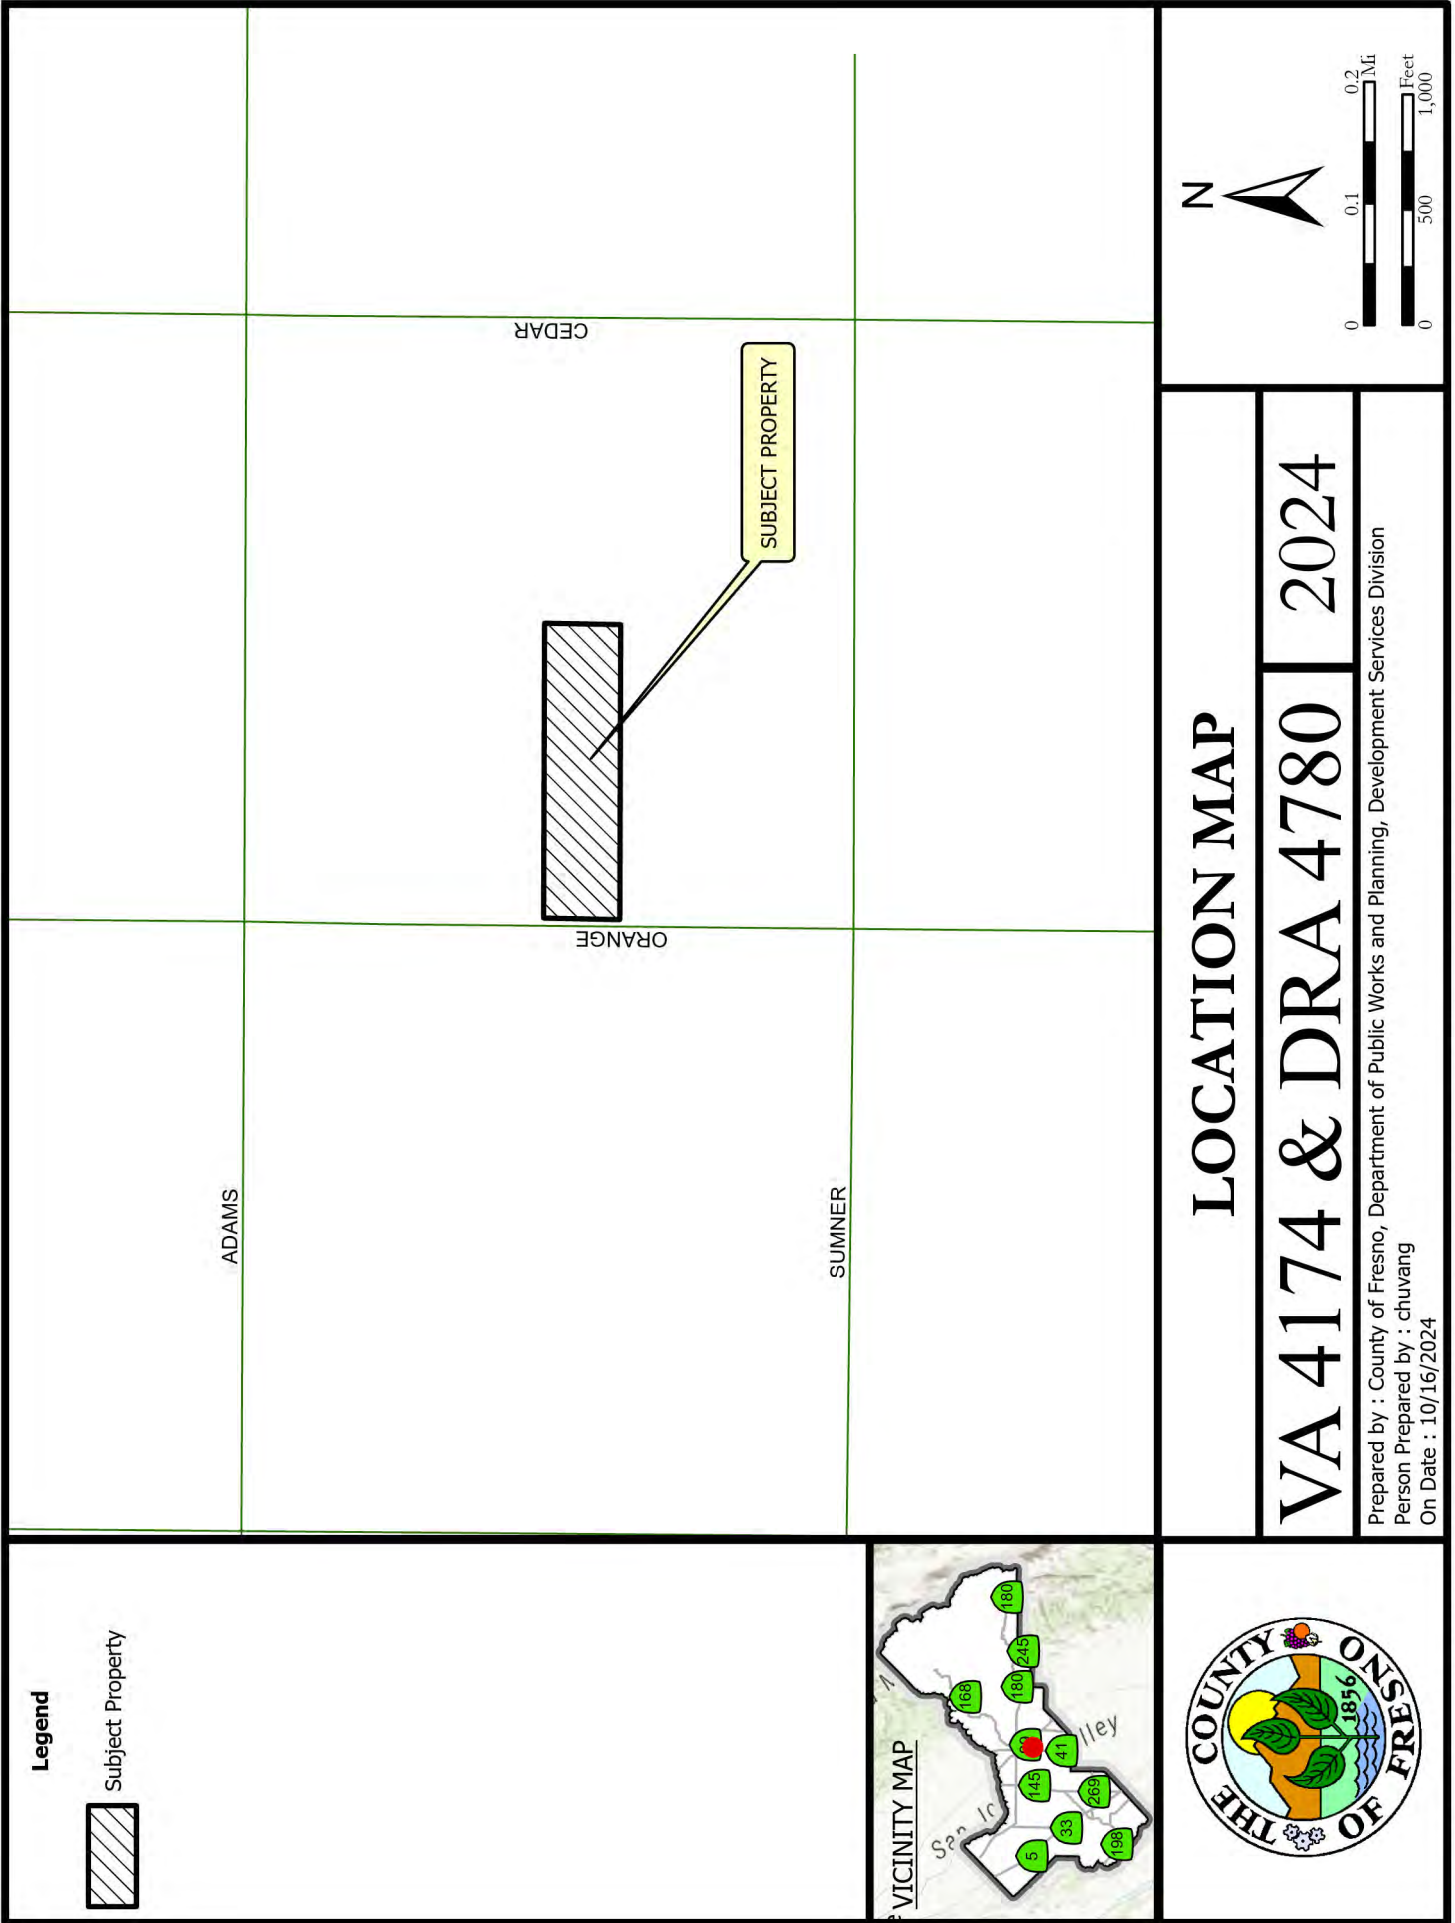 Legend
Subject Property
ADAMS
CEDAR
ORANGE
SUBJECT PROPERTY
SUMNER
VICINITY MAP
168
180
245
180
41
145
269
33
5
198
lley
THE COUNTY
OF FRESNO
1856
LOCATION MAP
VA 4174 & DRA 4780
2024
Prepared by : County of Fresno, Department of Public Works and Planning, Development Services Division
Person Prepared by : chuvang
On Date : 10/16/2024
N
0 0.1 0.2
Mi
Feet
0 500 1,000